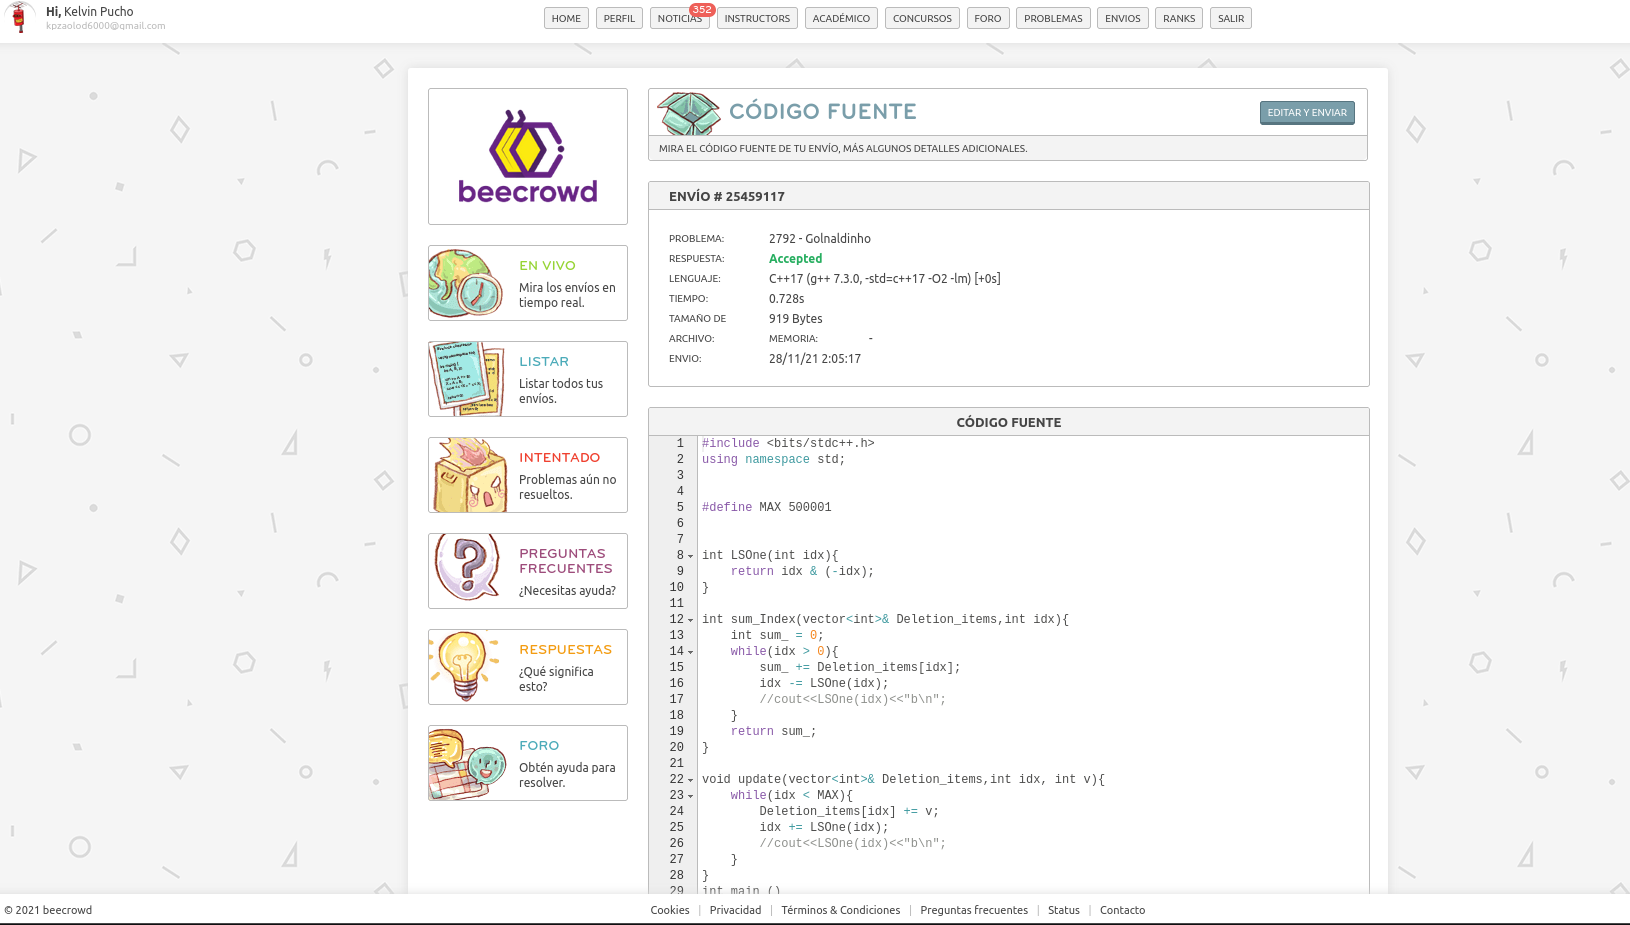 Hi, Kelvin Pucho
kpzaolod6000@gmail.com
HOME PERFIL NOTICIAS 352 INSTRUCTORS ACADÉMICO CONCURSOS FORO PROBLEMAS ENVIOS RANKS SALIR
beecrowd
EN VIVO
Mira los envíos en
tiempo real.
LISTAR
Listar todos tus
envíos.
INTENTADO
Problemas aún no
resueltos.
PREGUNTAS
FRECUENTES
¿Necesitas ayuda?
RESPUESTAS
¿Qué significa
esto?
FORO
Obtén ayuda para
resolver.
CÓDIGO FUENTE
EDITAR Y ENVIAR
MIRA EL CÓDIGO FUENTE DE TU ENVÍO, MÁS ALGUNOS DETALLES ADICIONALES.
ENVÍO # 25459117
PROBLEMA: 2792 - Golnaldinho
RESPUESTA: Accepted
LENGUAJE: C++17 (g++ 7.3.0, -std=c++17 -O2 -lm) [+0s]
TIEMPO: 0.728s
TAMAÑO DE 919 Bytes
ARCHIVO: MEMORIA: -
ENVIO: 28/11/21 2:05:17
CÓDIGO FUENTE
1 #include <bits/stdc++.h>
2 using namespace std;
3
4
5 #define MAX 500001
6
7
8 int LSOne(int idx){
9     return idx & (-idx);
10 }
11
12 int sum_Index(vector<int>& Deletion_items,int idx){
13     int sum_ = 0;
14     while(idx > 0){
15         sum_ += Deletion_items[idx];
16         idx -= LSOne(idx);
17         //cout<<LSOne(idx)<<"b\n";
18     }
19     return sum_;
20 }
21
22 void update(vector<int>& Deletion_items,int idx, int v){
23     while(idx < MAX){
24         Deletion_items[idx] += v;
25         idx += LSOne(idx);
26         //cout<<LSOne(idx)<<"b\n";
27     }
28 }
29 int main ()
© 2021 beecrowd
Cookies | Privacidad | Términos & Condiciones | Preguntas frecuentes | Status | Contacto